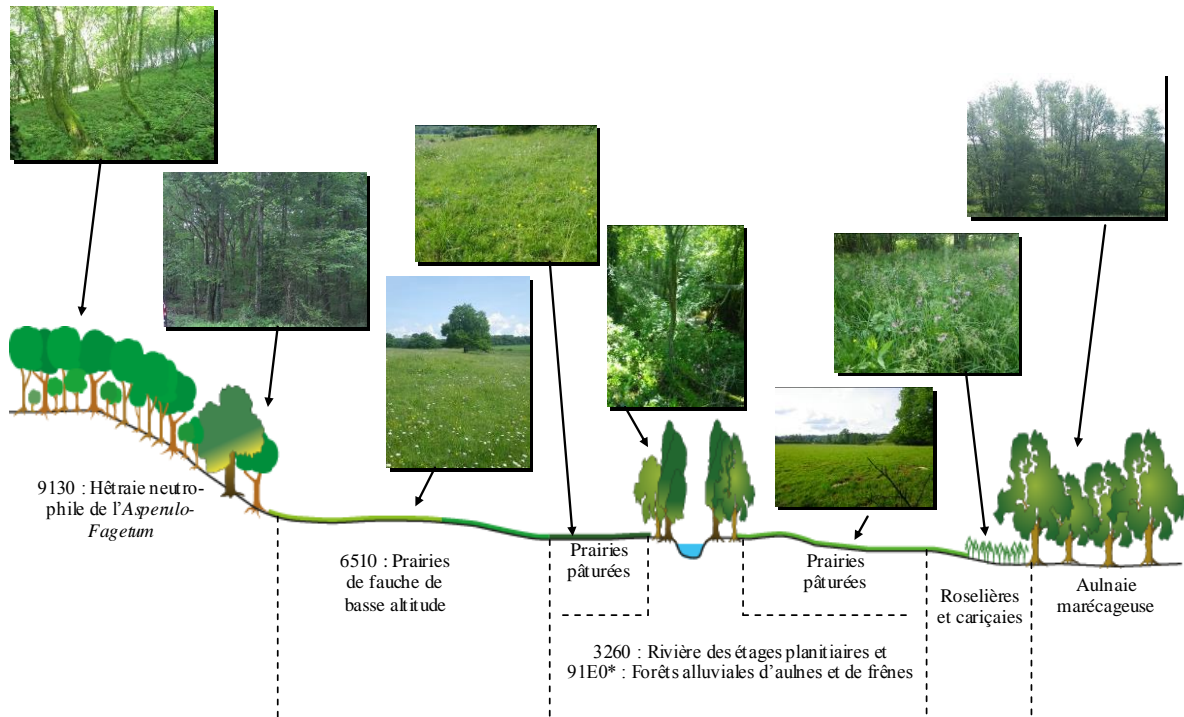 9130 : Hêtraie neutro-
phile de l'Aspenulo-
Fagetum
6510 : Prairies
de fauche de
basse altitude
Prairies
pâturées
3260 : Rivière des étages planitiaires et
91E0* : Forêts alluviales d'aulnes et de frênes
Prairies
pâturées
Roselières
et cariçaies
Aulnaie
marécageuse